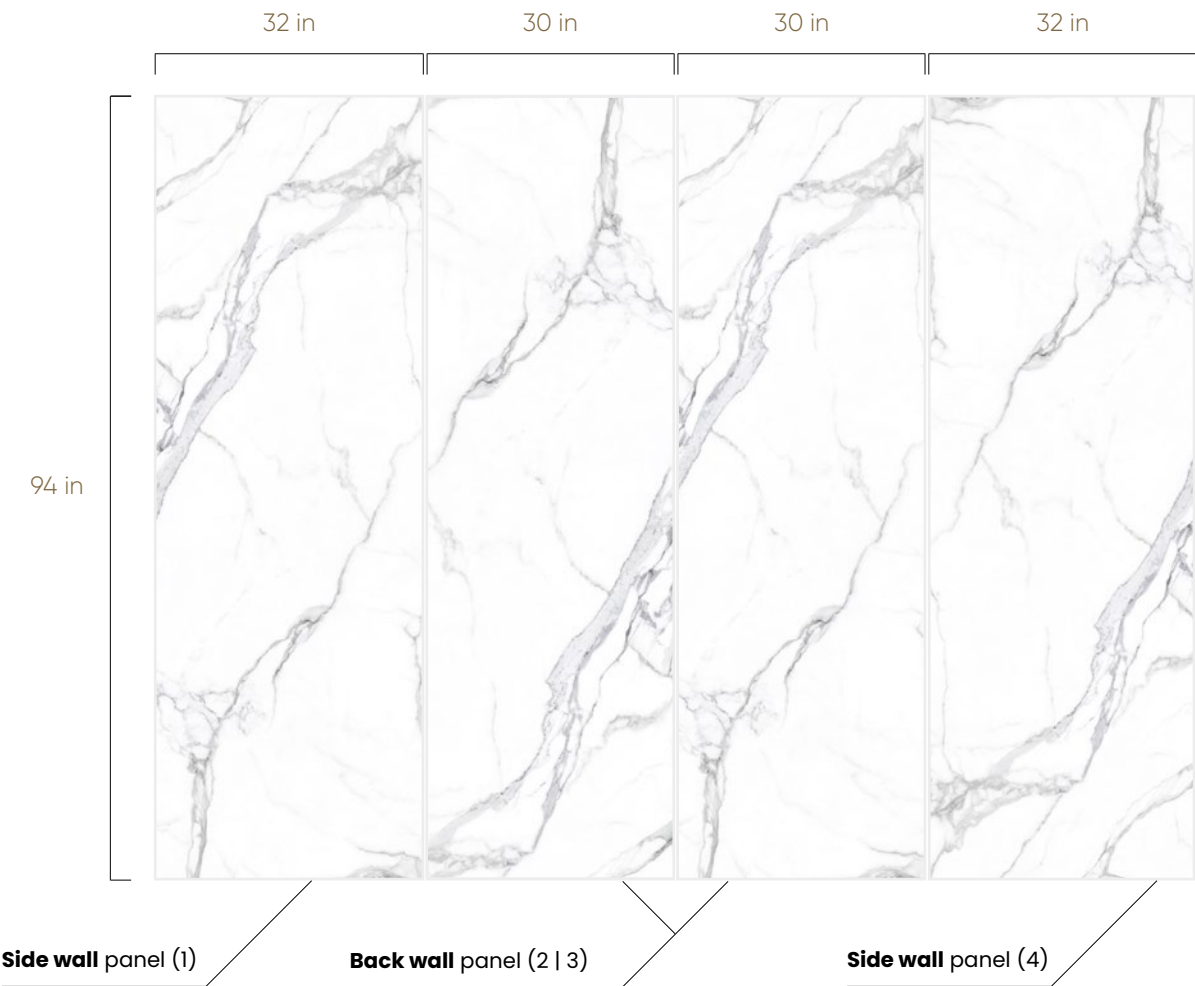 32 in
30 in
30 in
32 in
94 in
Side wall panel (1)
Back wall panel (2 | 3)
Side wall panel (4)